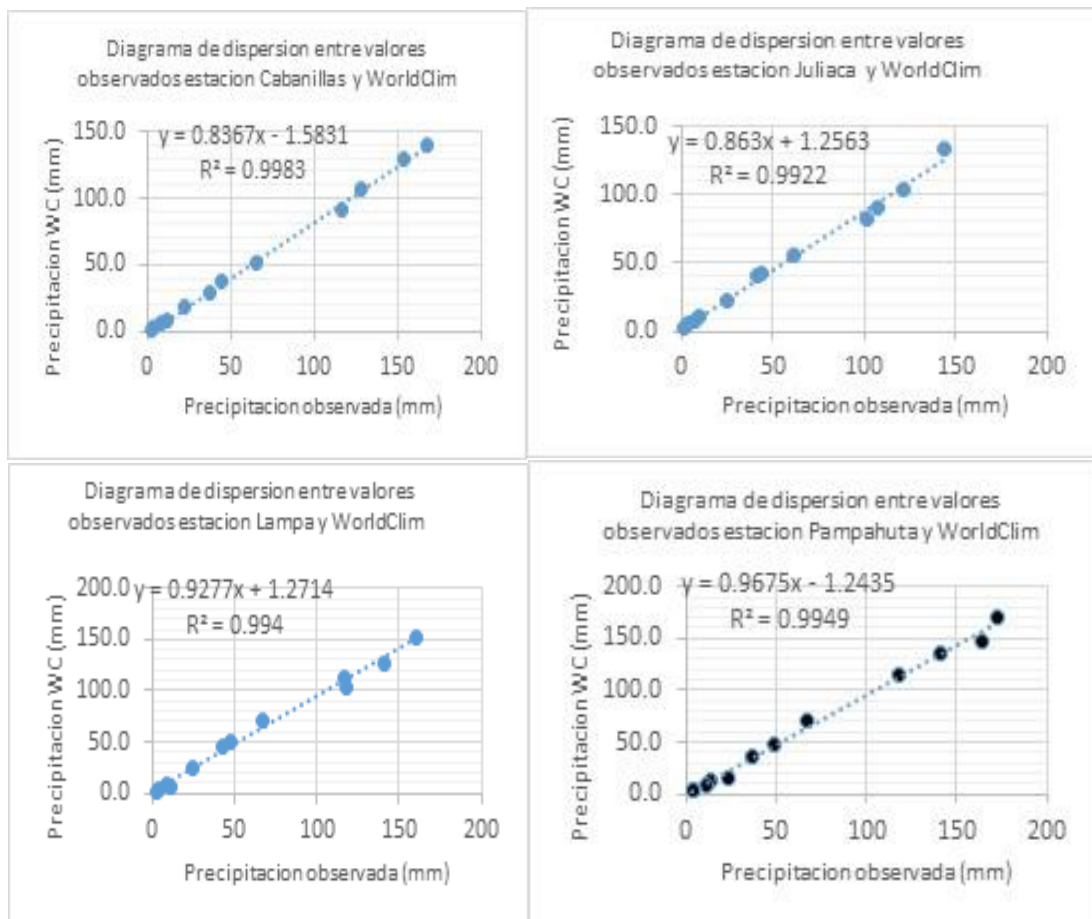 Diagrama de dispersion entre valores
observados estacion Cabanillas y WorldClim
Precipitacion WC (mm)
y = 0.8367x - 1.5831
R² = 0.9983
150.0
100.0
50.0
0.0
0 50 100 150 200
Precipitacion observada (mm)
Diagrama de dispersion entre valores
observados estacion Juliaca y WorldClim
Precipitacion WC (mm)
y = 0.863x + 1.2563
R² = 0.9922
150.0
100.0
50.0
0.0
0 50 100 150 200
Precipitacion observada (mm)
Diagrama de dispersion entre valores
observados estacion Lampa y WorldClim
Precipitacion WC (mm)
y = 0.9277x + 1.2714
R² = 0.994
200.0
150.0
100.0
50.0
0.0
0 50 100 150 200
Precipitacion observada (mm)
Diagrama de dispersion entre valores
observados estacion Pampahuta y WorldClim
Precipitacion WC (mm)
y = 0.9675x - 1.2435
R² = 0.9949
200.0
150.0
100.0
50.0
0.0
0 50 100 150 200
Precipitacion observada (mm)